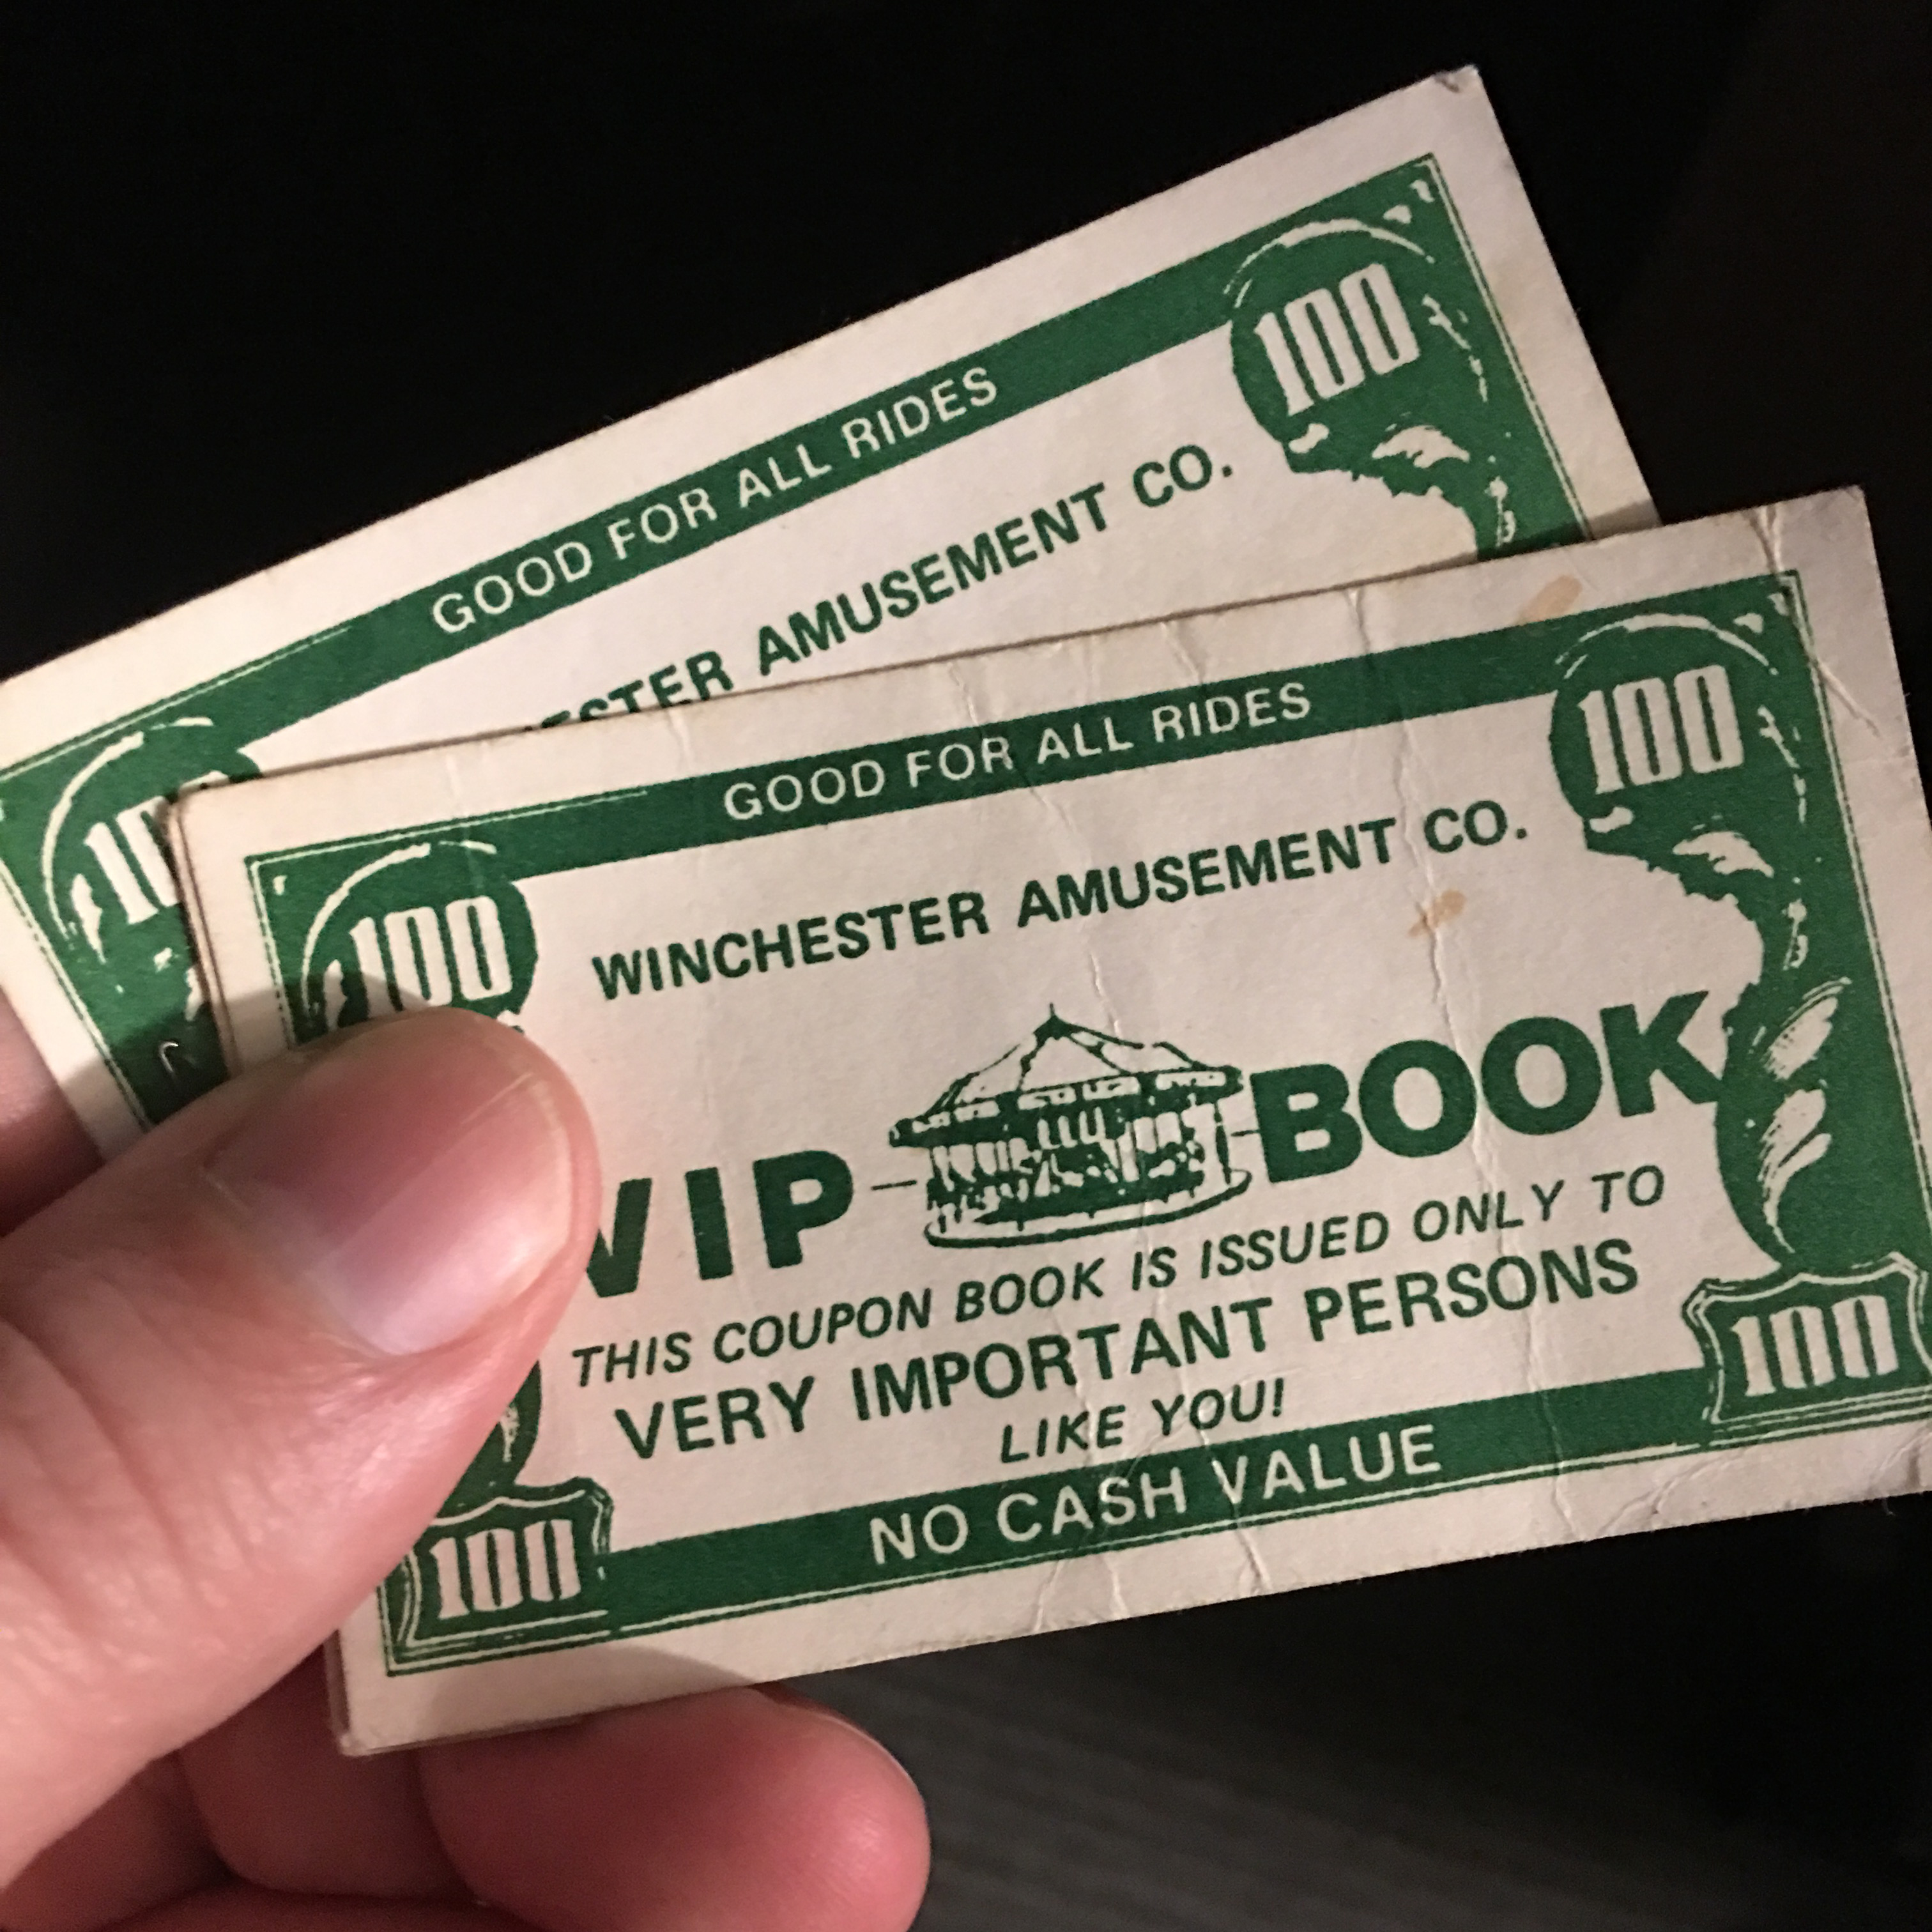 GOOD FOR ALL RIDES
100
AMUSEMENT CO.
GOOD FOR ALL RIDES
100
100
WINCHESTER AMUSEMENT CO.
VIP BOOK
THIS COUPON BOOK IS ISSUED ONLY TO
VERY IMPORTANT PERSONS
LIKE YOU!
100
NO CASH VALUE
100